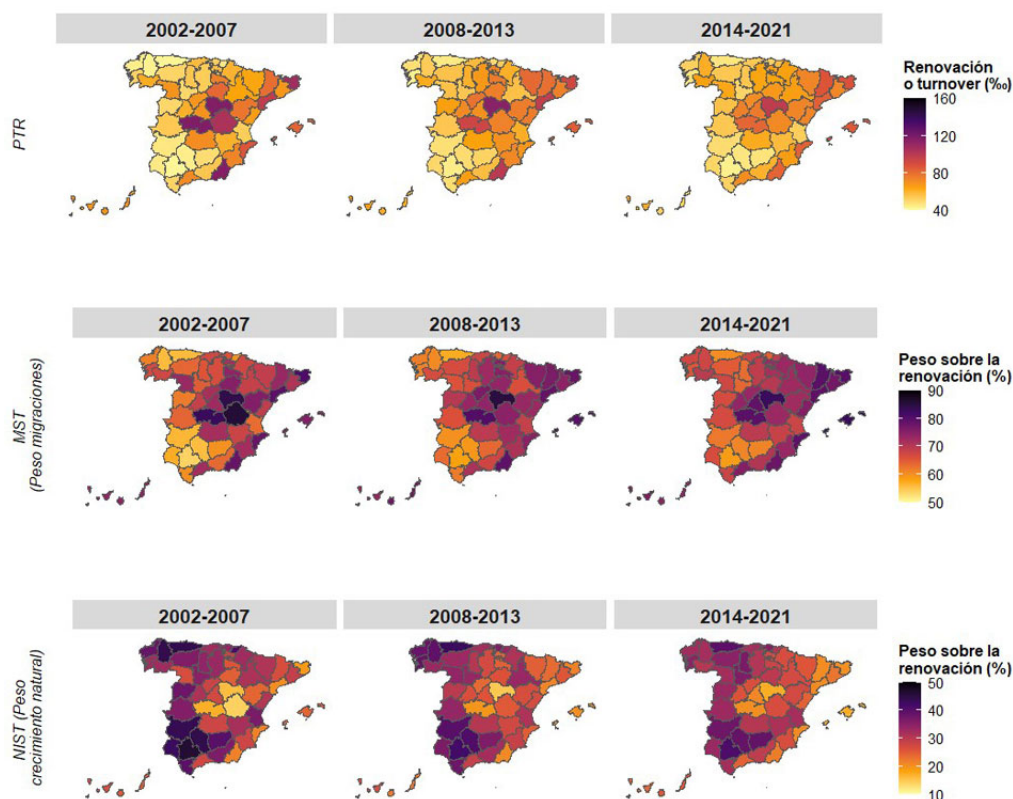 2002-2007
2008-2013
2014-2021
PTR
Renovación
o turnover (‰)
160
120
80
40
2002-2007
2008-2013
2014-2021
MST
(Peso migraciones)
Peso sobre la
renovación (%)
90
80
70
60
50
2002-2007
2008-2013
2014-2021
NIST (Peso
crecimiento natural)
Peso sobre la
renovación (%)
50
40
30
20
10